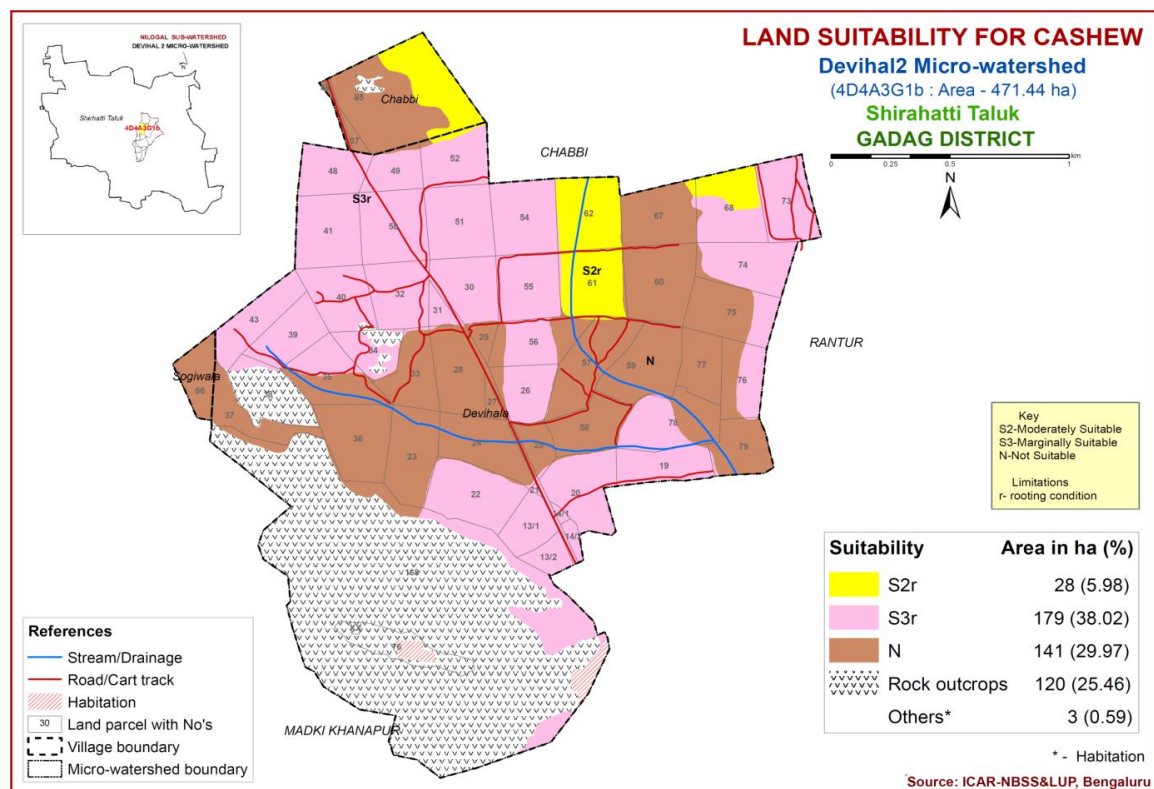 NILOGAL SUB-WATERSHED
DEVIHAL 2 MICRO-WATERSHED
N
Shirhatti Taluk
4D4A3G1b
LAND SUITABILITY FOR CASHEW
Devihal2 Micro-watershed
(4D4A3G1b : Area - 471.44 ha)
Shirahatti Taluk
GADAG DISTRICT
0 0.25 0.5 1 km
N
85
Chabbi
87
CHABBI
48 49 52
S3r
41 50 51 54 62 67 68 73
S2r
40 32 30 55 61 60 74
43 39 31 75
RANTUR
34 29 56
Sogiwala
66 38 35 33 28 26 57 59 N 77 76
37 27
Devihala
36 24 25 58 78 79
23
22 21 20 19
14/1
13/1
13/2
169
76
MADKI KHANAPUR
Key
S2-Moderately Suitable
S3-Marginally Suitable
N-Not Suitable
Limitations
r- rooting condition
Suitability Area in ha (%)
S2r 28 (5.98)
S3r 179 (38.02)
N 141 (29.97)
Rock outcrops 120 (25.46)
Others* 3 (0.59)
* - Habitation
Source: ICAR-NBSS&LUP, Bengaluru
References
Stream/Drainage
Road/Cart track
Habitation
30 Land parcel with No's
Village boundary
Micro-watershed boundary